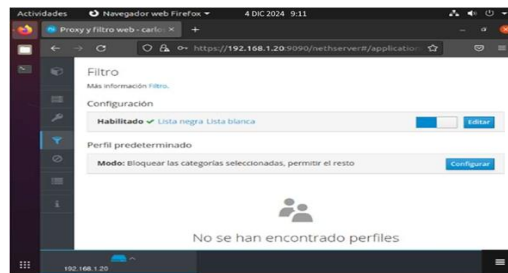 Actividades Navegador web Firefox 4 DIC 2024 9:11
Proxy y filtro web - carlos
https://192.168.1.20:9090/nethserver#/application
Filtro
Más información Filtro.
Configuración
Habilitado Lista negra Lista blanca Editar
Perfil predeterminado
Modo: Bloquear las categorías seleccionadas, permitir el resto Configurar
No se han encontrado perfiles
192.168.1.20